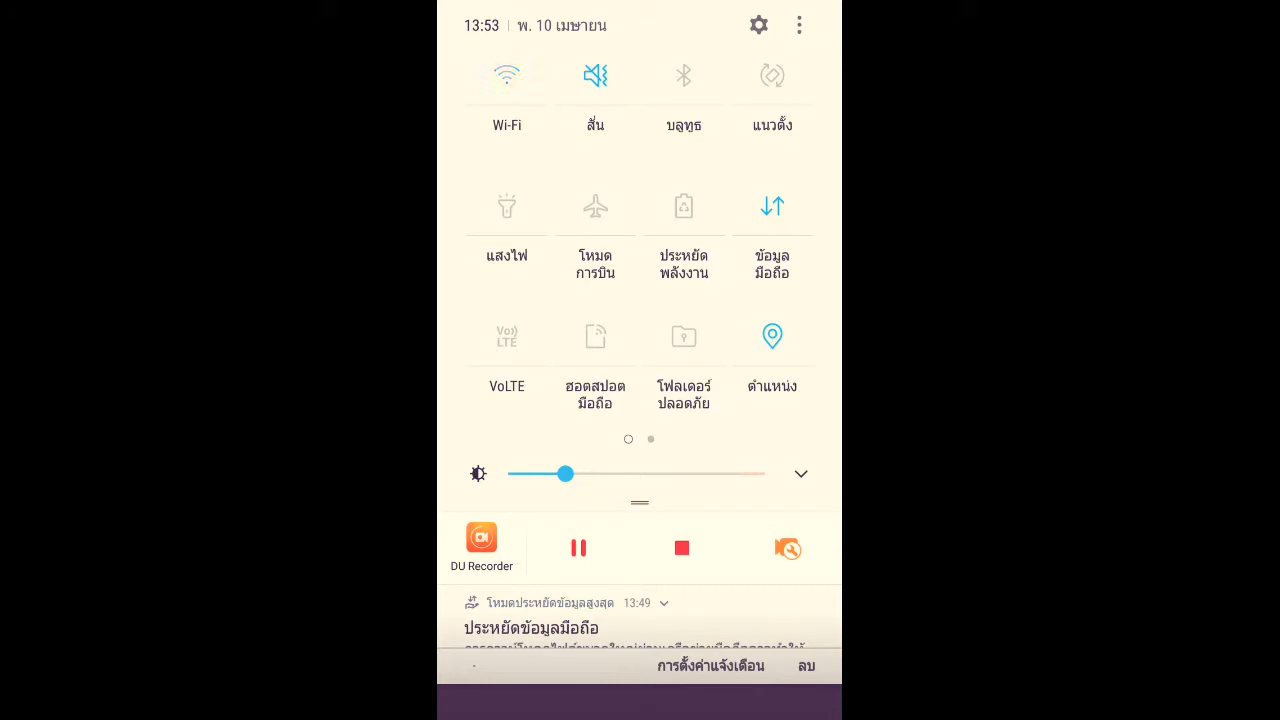 13:53 | พ. 10 เมษายน
Wi-Fi สั่น บลูทูธ แนวตั้ง
แสงไฟ โหมด ประหยัด ข้อมูล
การบิน พลังงาน มือถือ
Vo))
LTE
VoLTE ฮอตสปอต โฟลเดอร์ ตำแหน่ง
มือถือ ปลอดภัย
DU Recorder
โหมดประหยัดข้อมูลสูงสุด 13:49
ประหยัดข้อมูลมือถือ
การตั้งค่าแจ้งเตือน ลบ